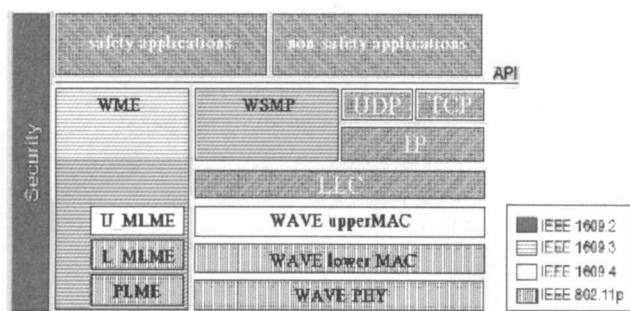 safety applications
non safety applications
API
Security
WME
WSMP
UDP
TCP
IP
LLC
U_MLME
WAVE upperMAC
L_MLME
WAVE lower MAC
PLME
WAVE PHY
IEEE 1609.2
IEEE 1609.3
IEEE 1609.4
IEEE 802.11p